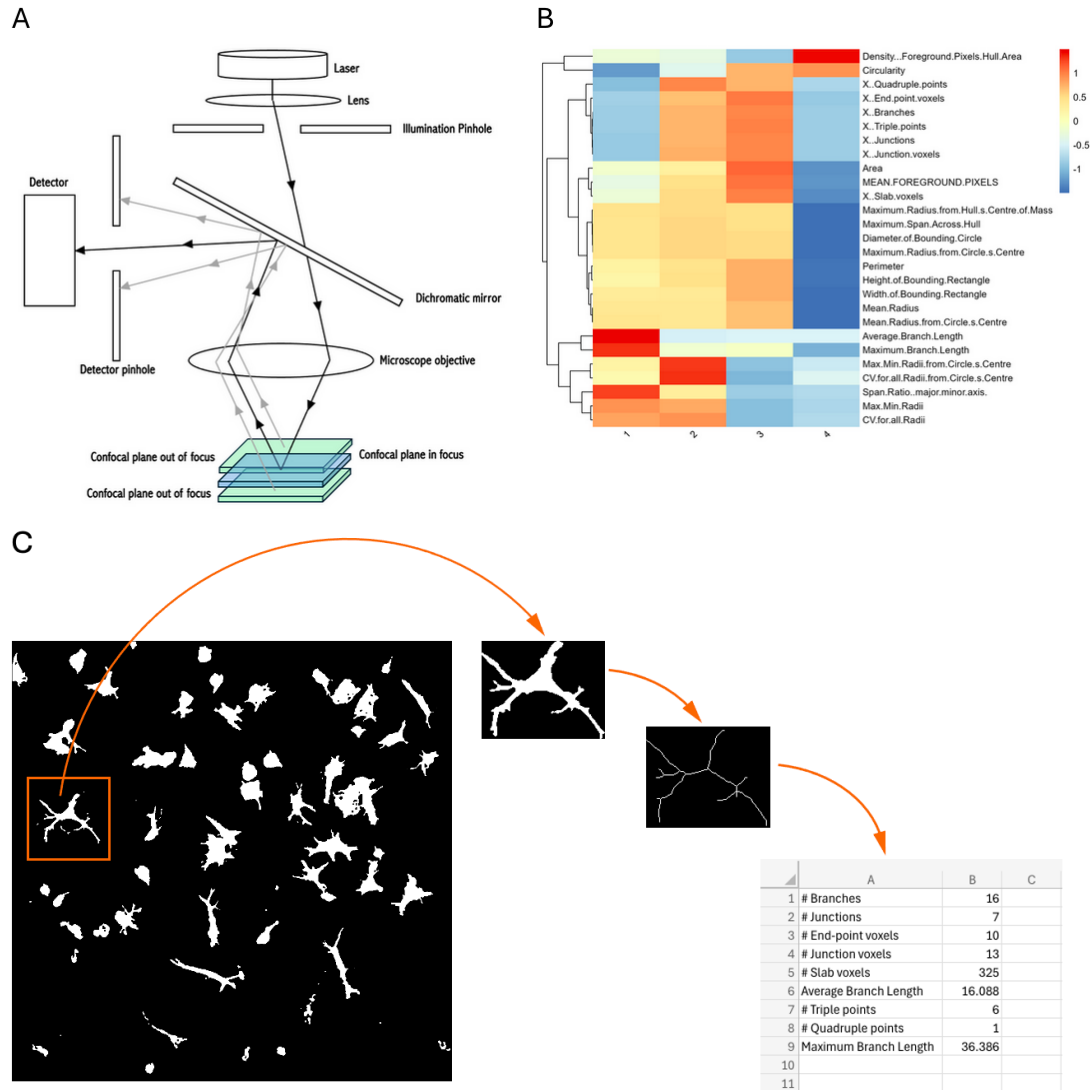 A
Laser
Lens
Illumination Pinhole
Detector
Dichromatic mirror
Detector pinhole
Microscope objective
Confocal plane out of focus
Confocal plane in focus
Confocal plane out of focus
B
Density...Foreground.Pixels.Hull.Area
Circularity
X..Quadruple.points
X..End.point.voxels
X..Branches
X..Triple.points
X..Junctions
X..Junction.voxels
Area
MEAN.FOREGROUND.PIXELS
X..Slab.voxels
Maximum.Radius.from.Hull.s.Centre.of.Mass
Maximum.Span.Across.Hull
Diameter.of.Bounding.Circle
Maximum.Radius.from.Circle.s.Centre
Perimeter
Height.of.Bounding.Rectangle
Width.of.Bounding.Rectangle
Mean.Radius
Mean.Radius.from.Circle.s.Centre
Average.Branch.Length
Maximum.Branch.Length
Max.Min.Radii.from.Circle.s.Centre
CV.for.all.Radii.from.Circle.s.Centre
Span.Ratio..major.minor.axis.
Max.Min.Radii
CV.for.all.Radii
1 2 3 4
1
0.5
0
-0.5
-1
C
A B C
1 # Branches 16
2 # Junctions 7
3 # End-point voxels 10
4 # Junction voxels 13
5 # Slab voxels 325
6 Average Branch Length 16.088
7 # Triple points 6
8 # Quadruple points 1
9 Maximum Branch Length 36.386
10
11